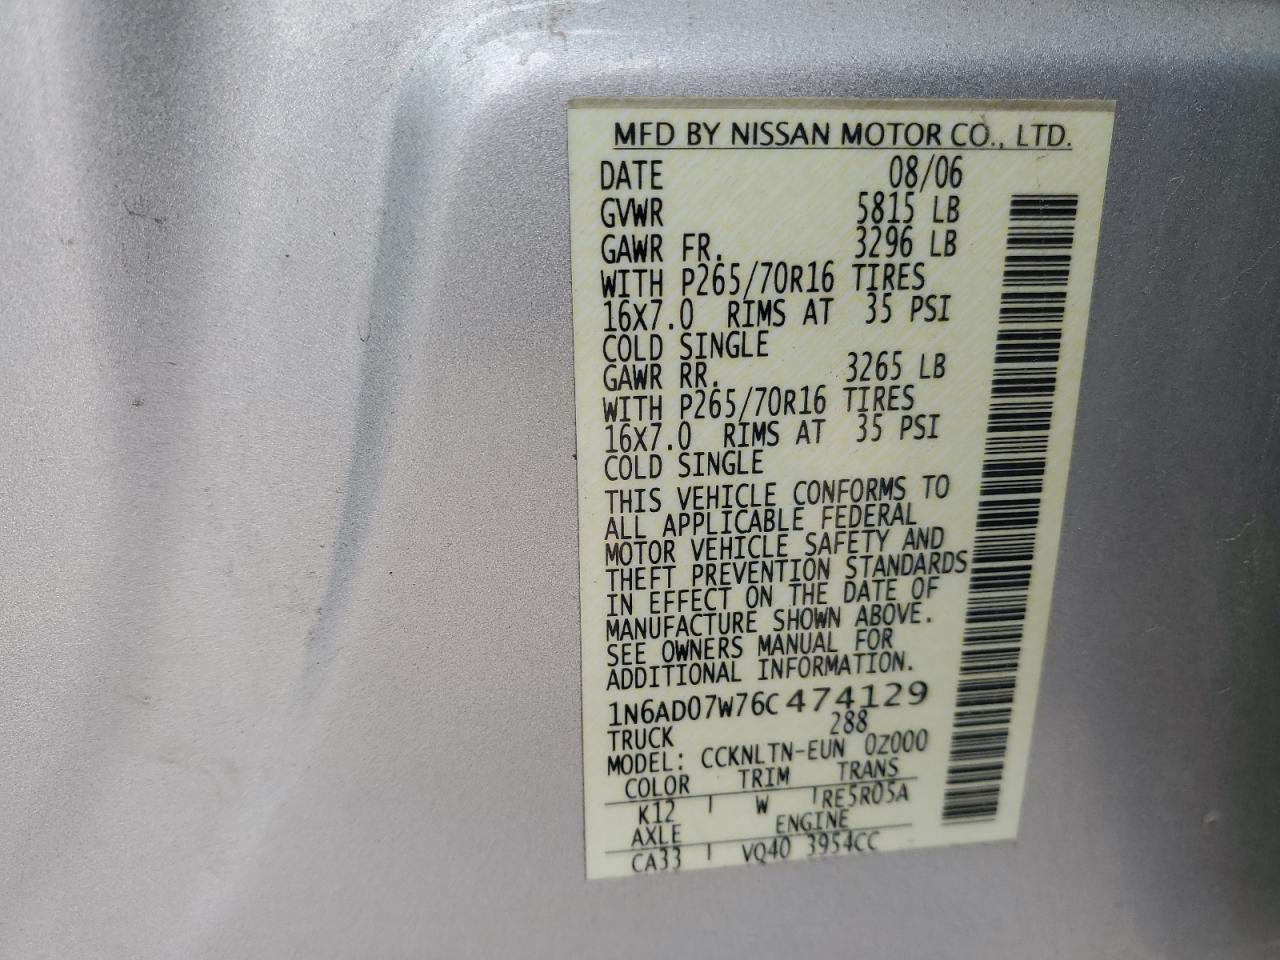 MFD BY NISSAN MOTOR CO., LTD.
DATE 08/06
GVWR 5815 LB
GAWR FR. 3296 LB
WITH P265/70R16 TIRES
16X7.0 RIMS AT 35 PSI
COLD SINGLE
GAWR RR. 3265 LB
WITH P265/70R16 TIRES
16X7.0 RIMS AT 35 PSI
COLD SINGLE
THIS VEHICLE CONFORMS TO
ALL APPLICABLE FEDERAL
MOTOR VEHICLE SAFETY AND
THEFT PREVENTION STANDARDS
IN EFFECT ON THE DATE OF
MANUFACTURE SHOWN ABOVE.
SEE OWNERS MANUAL FOR
ADDITIONAL INFORMATION.
1N6AD07W76C474129
TRUCK 288
MODEL: CCKNLTN-EUN 0Z000
COLOR TRIM TRANS
K12 W RE5R05A
AXLE ENGINE
CA33 VQ40 3954CC